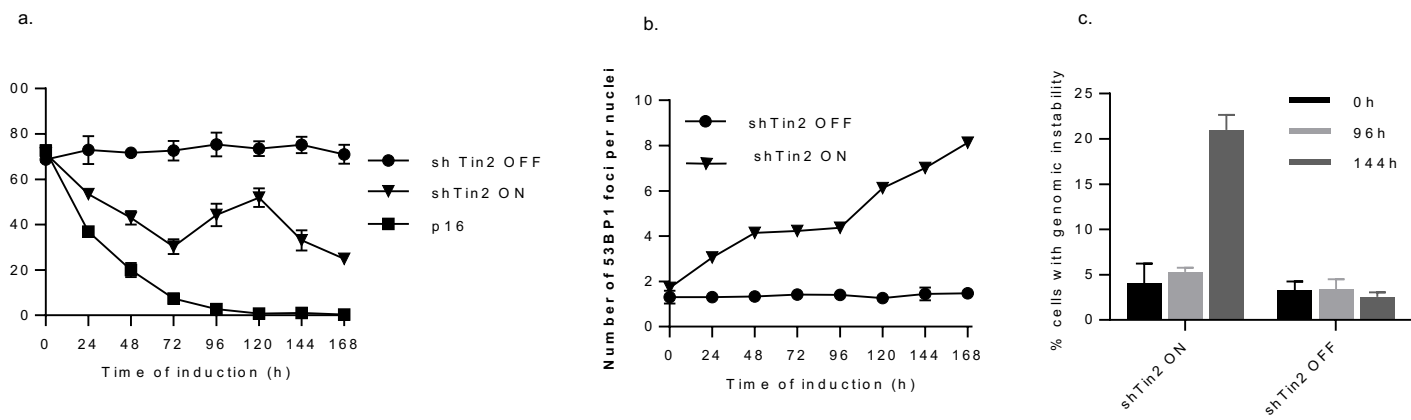 a.
00
80
60
40
20
0
0 24 48 72 96 120 144 168
Time of induction (h)
sh Tin2 OFF
shTin2 ON
p16
b.
Number of 53BP1 foci per nuclei
10
8
6
4
2
0
shTin2 OFF
shTin2 ON
0 24 48 72 96 120 144 168
Time of induction (h)
c.
% cells with genomic instability
25
20
15
10
5
0
0h
96h
144h
shTin2 ON
shTin2 OFF